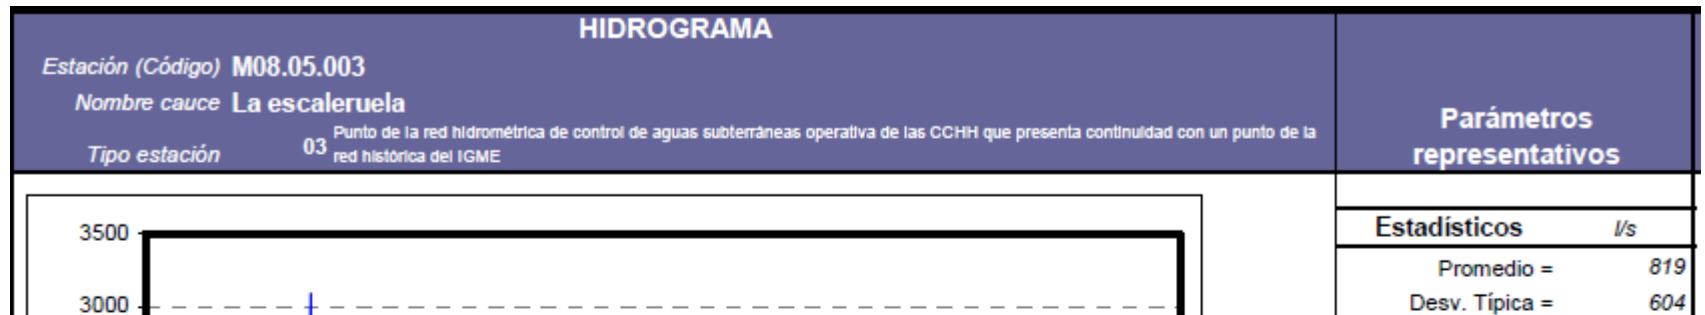 HIDROGRAMA
Estación (Código) M08.05.003
Nombre cauce La escaleruela
Tipo estación 03 Punto de la red hidrométrica de control de aguas subterráneas operativa de las CCHH que presenta continuidad con un punto de la
red histórica del IGME
Parámetros
representativos
3500
3000
Estadísticos l/s
Promedio = 819
Desv. Típica = 604